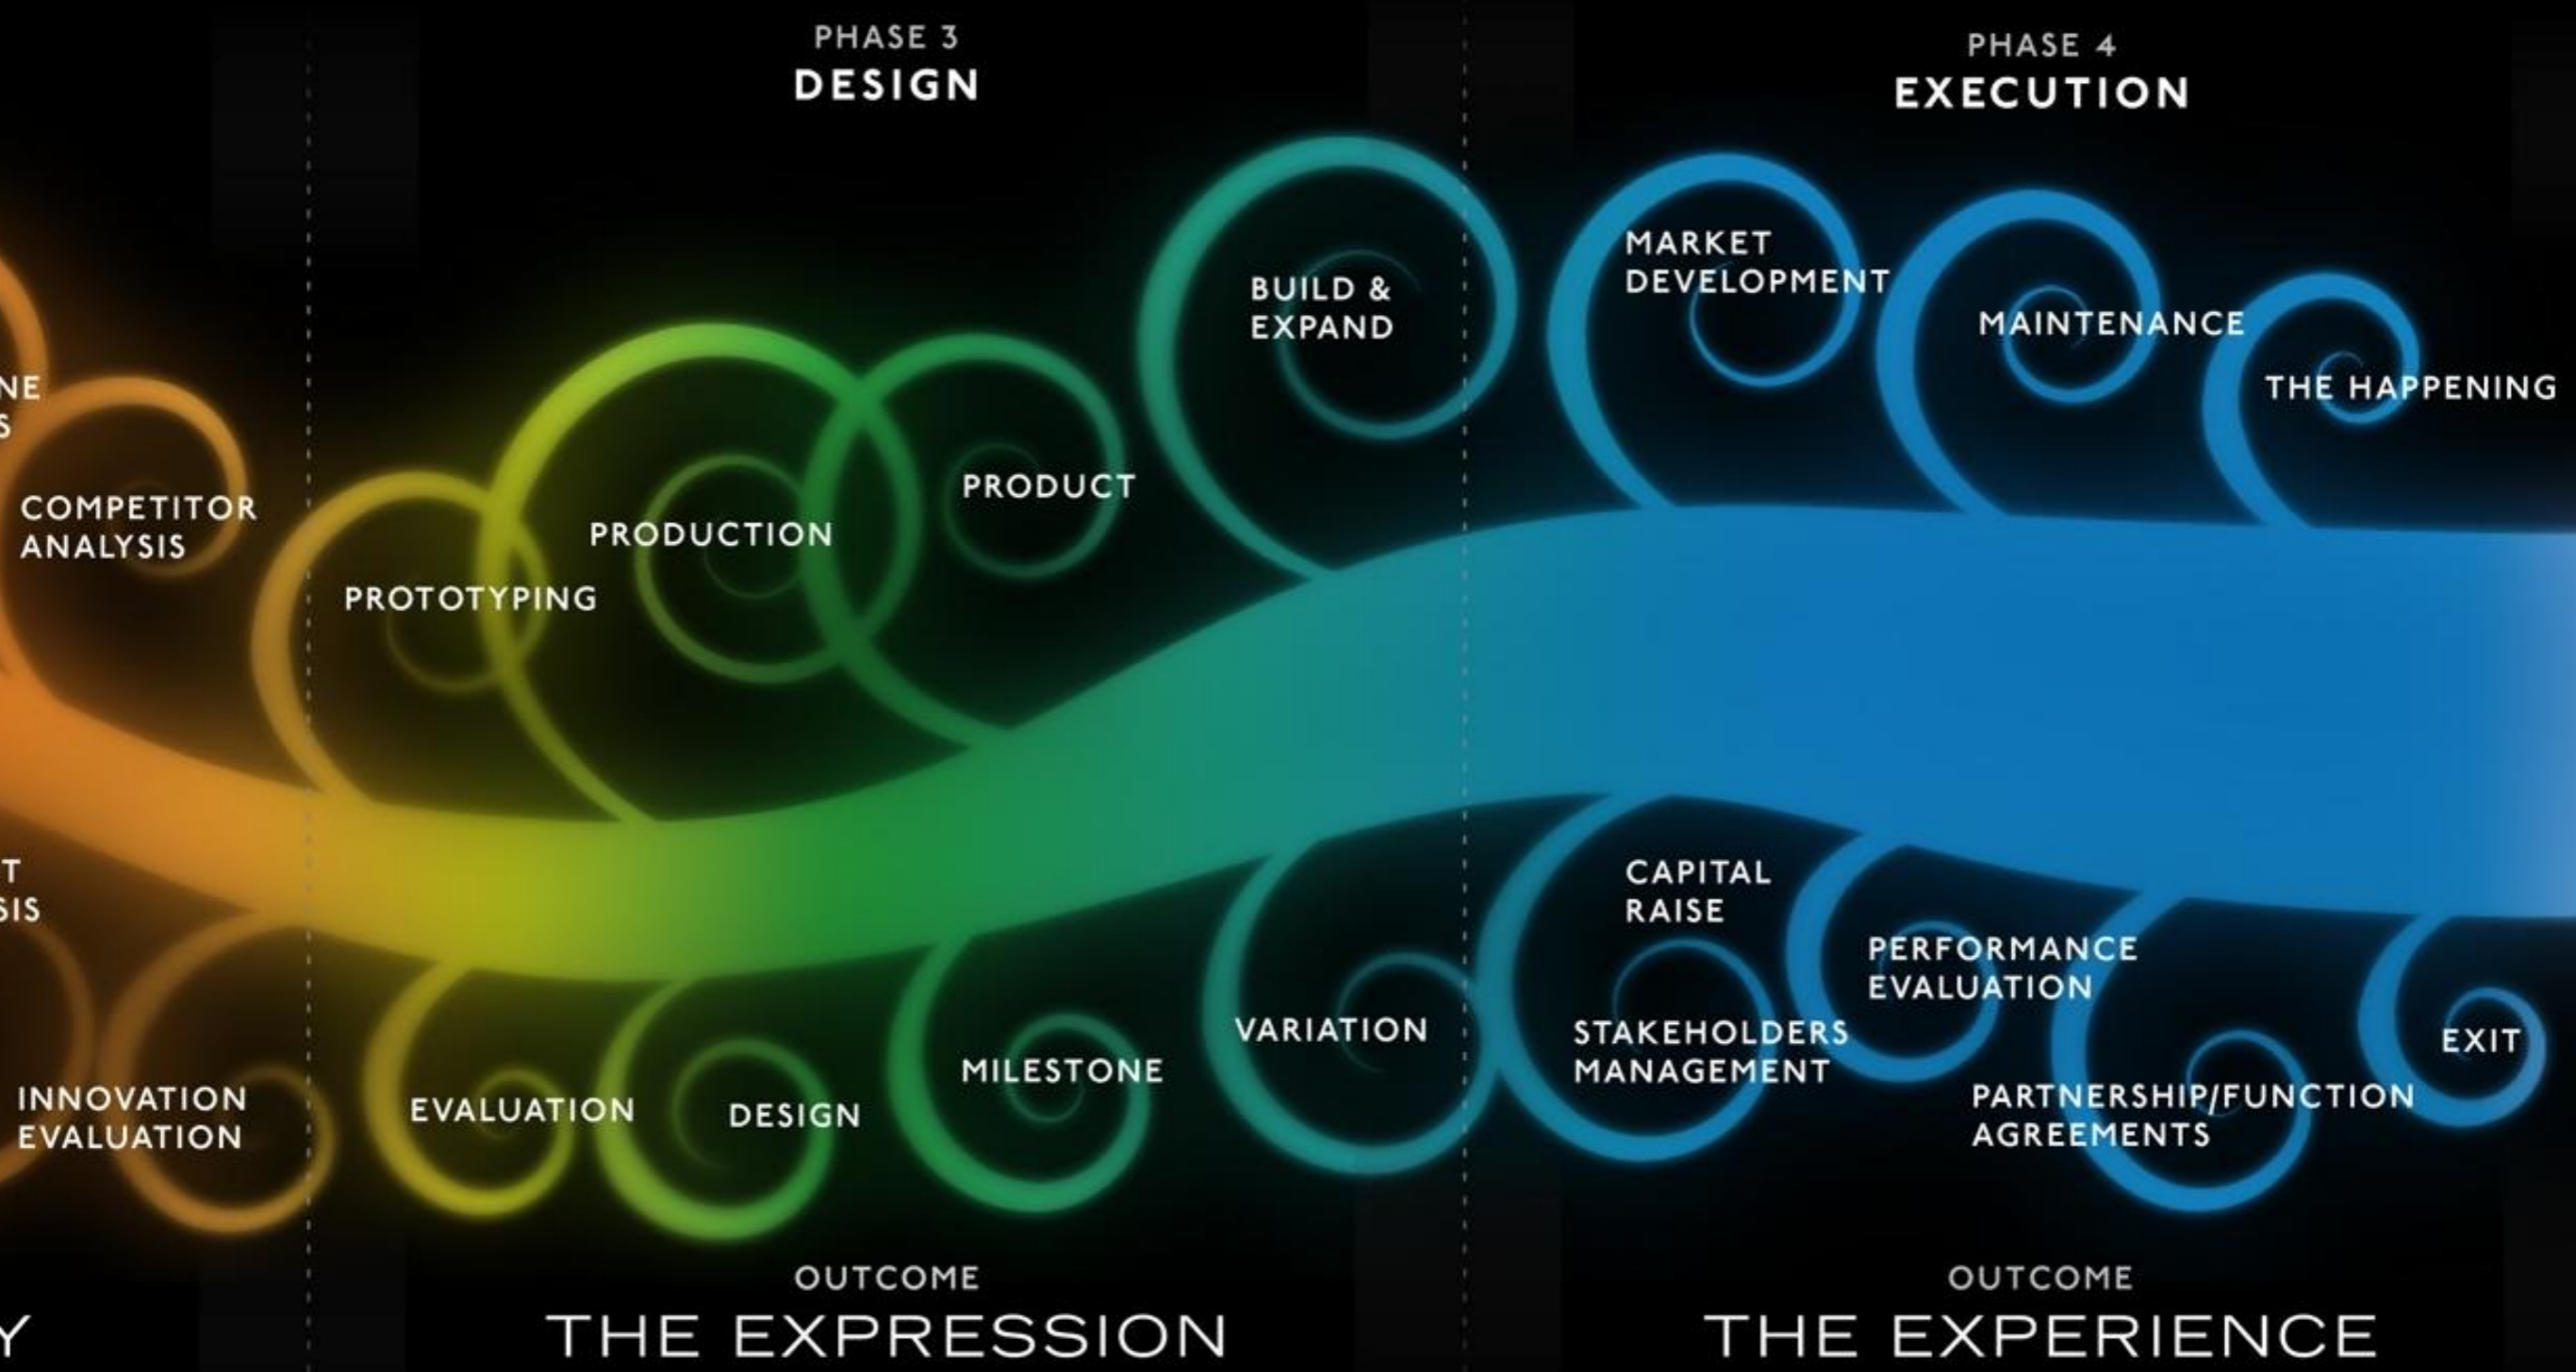 PHASE 3
DESIGN
PHASE 4
EXECUTION
NE
S
COMPETITOR
ANALYSIS
PROTOTYPING
PRODUCTION
PRODUCT
BUILD &
EXPAND
MARKET
DEVELOPMENT
MAINTENANCE
THE HAPPENING
T
SIS
INNOVATION
EVALUATION
EVALUATION
DESIGN
MILESTONE
VARIATION
CAPITAL
RAISE
STAKEHOLDERS
MANAGEMENT
PERFORMANCE
EVALUATION
PARTNERSHIP/FUNCTION
AGREEMENTS
EXIT
Y
OUTCOME
THE EXPRESSION
OUTCOME
THE EXPERIENCE